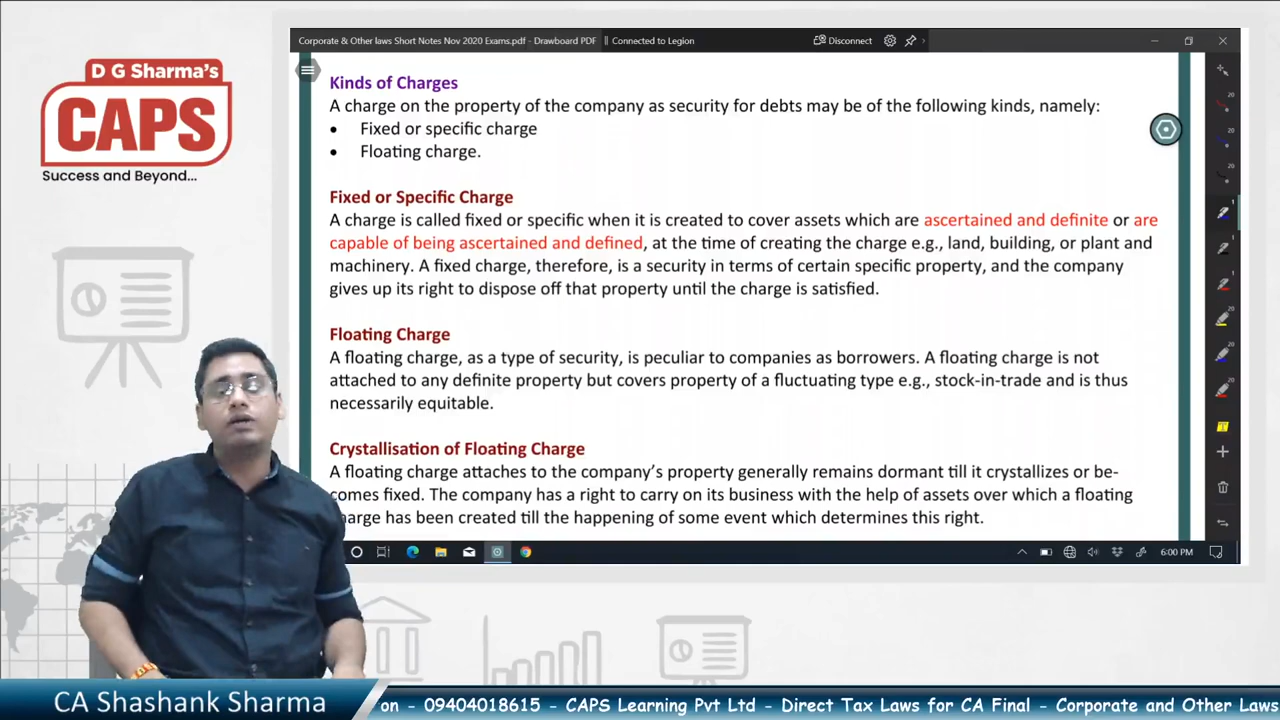 D G Sharma's
CAPS
Success and Beyond...
Corporate & Other laws Short Notes Nov 2020 Exams.pdf - Drawboard PDF
Connected to Legion
Disconnect
Kinds of Charges
A charge on the property of the company as security for debts may be of the following kinds, namely:
• Fixed or specific charge
• Floating charge.
Fixed or Specific Charge
A charge is called fixed or specific when it is created to cover assets which are ascertained and definite or are
capable of being ascertained and defined, at the time of creating the charge e.g., land, building, or plant and
machinery. A fixed charge, therefore, is a security in terms of certain specific property, and the company
gives up its right to dispose off that property until the charge is satisfied.
Floating Charge
A floating charge, as a type of security, is peculiar to companies as borrowers. A floating charge is not
attached to any definite property but covers property of a fluctuating type e.g., stock-in-trade and is thus
necessarily equitable.
Crystallisation of Floating Charge
A floating charge attaches to the company's property generally remains dormant till it crystallizes or be-
comes fixed. The company has a right to carry on its business with the help of assets over which a floating
harge has been created till the happening of some event which determines this right.
20
20
20
1
1
1
20
20
20
6:00 PM
CA Shashank Sharma
on - 09404018615 - CAPS Learning Pvt Ltd - Direct Tax Laws for CA Final - Corporate and Other Laws